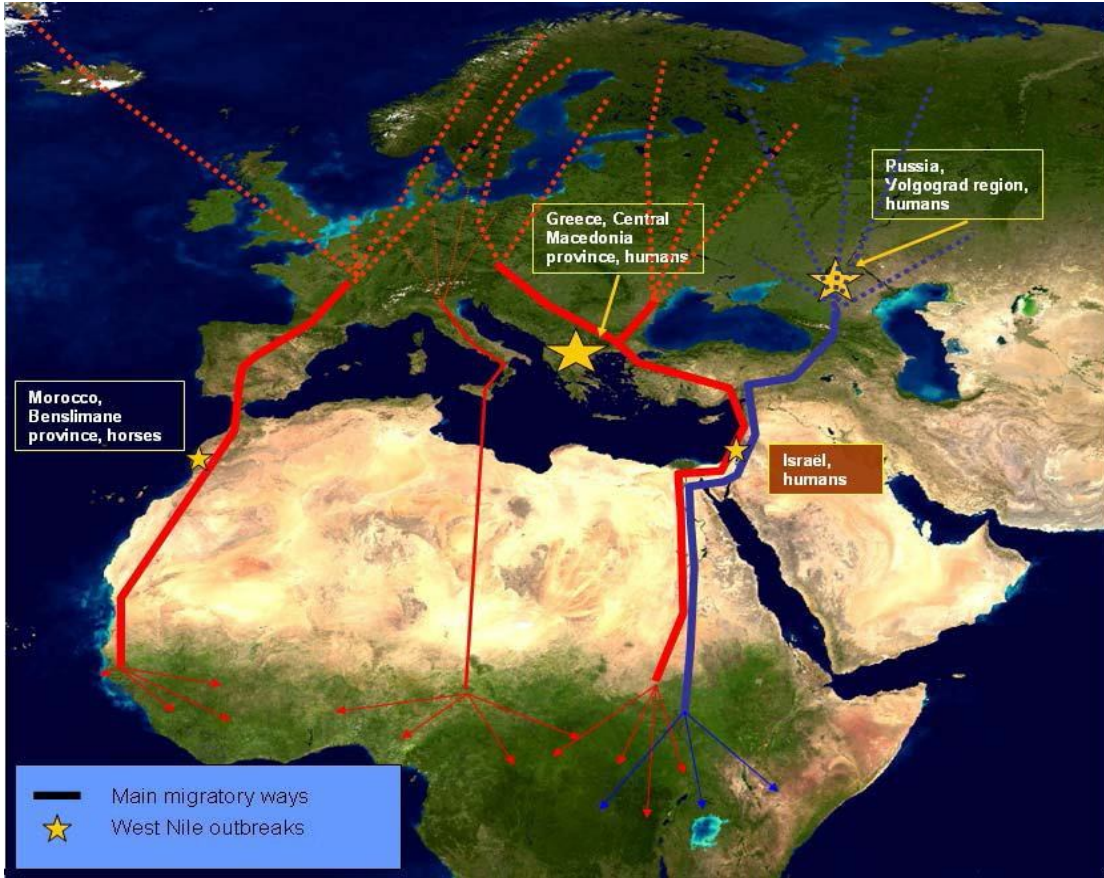 Russia,
Volgograd region,
humans
Greece, Central
Macedonia
province, humans
Morocco,
Benslimane
province, horses
Israël,
humans
Main migratory ways
West Nile outbreaks